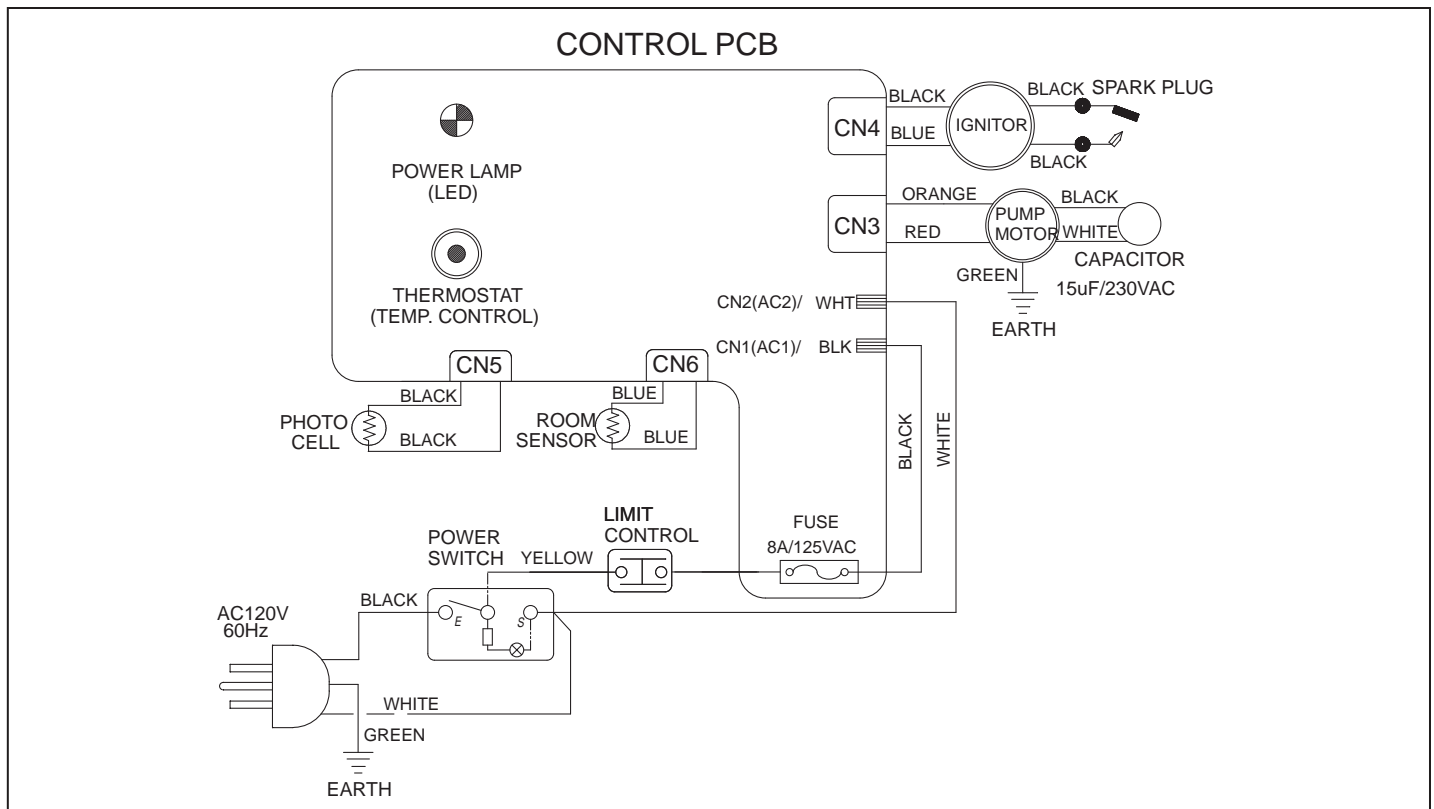 CONTROL PCB
POWER LAMP
(LED)
THERMOSTAT
(TEMP. CONTROL)
CN4
BLACK
BLUE
IGNITOR
BLACK
SPARK PLUG
BLACK
CN3
ORANGE
RED
PUMP
MOTOR
BLACK
WHITE
CAPACITOR
15uF/230VAC
GREEN
EARTH
CN2(AC2)/ WHT
CN1(AC1)/ BLK
CN5
CN6
BLACK
BLACK
PHOTO
CELL
BLUE
BLUE
ROOM
SENSOR
BLACK
WHITE
FUSE
8A/125VAC
LIMIT
CONTROL
POWER
SWITCH
YELLOW
BLACK
E
S
AC120V
60Hz
WHITE
GREEN
EARTH